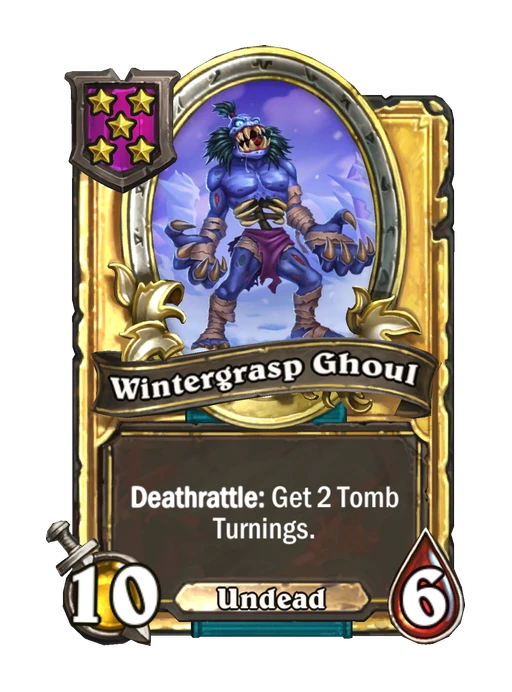 Wintergrasp Ghoul
Deathrattle: Get 2 Tomb
Turnings.
10
Undead
6